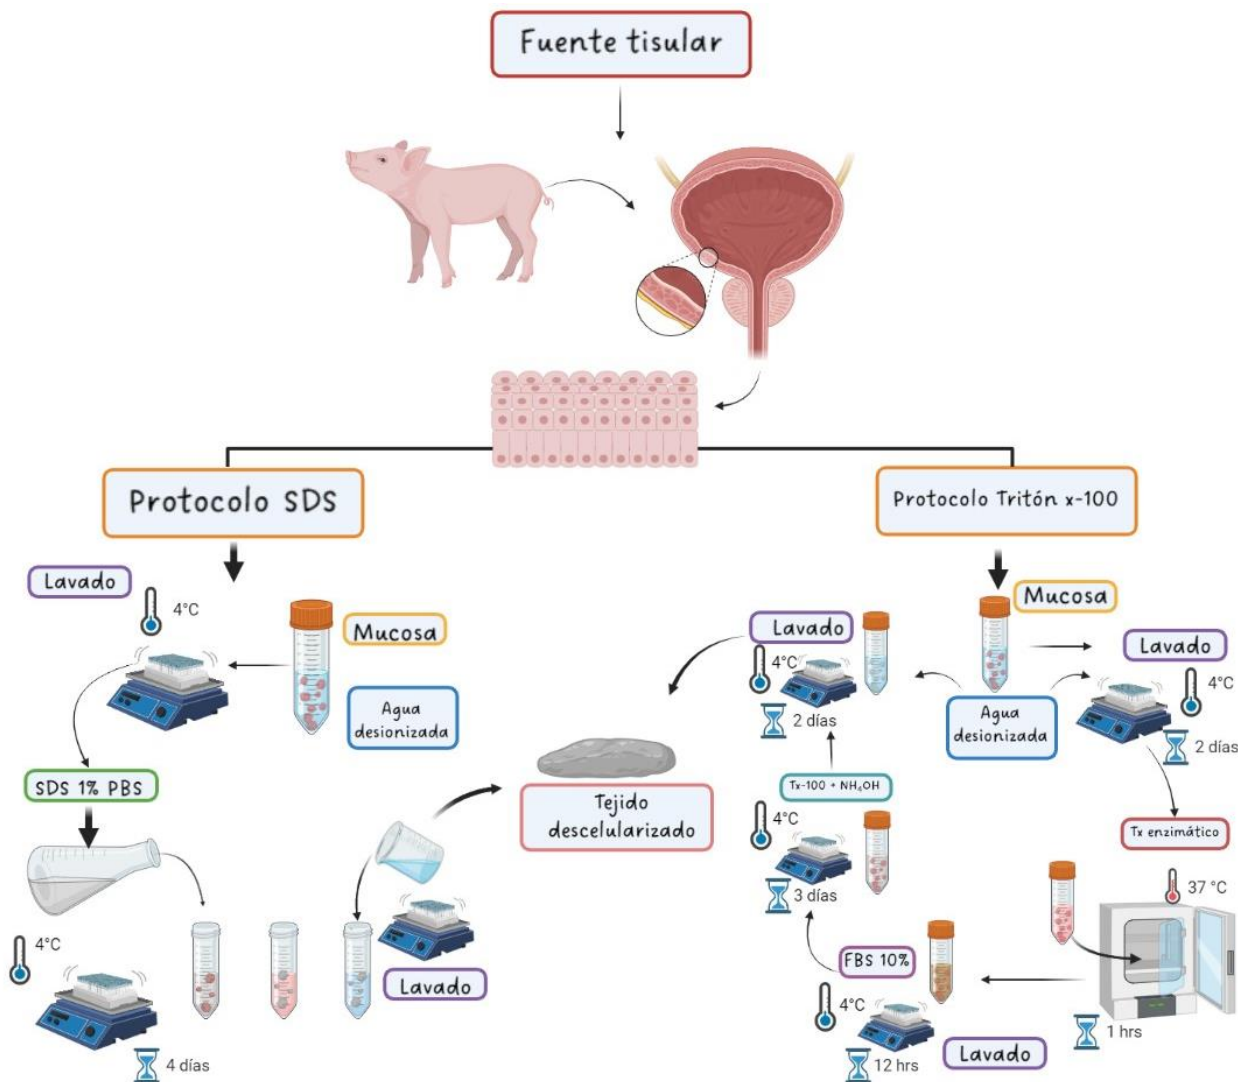 Fuente tisular
Protocolo SDS
Lavado
4°C
Mucosa
Agua
desionizada
SDS 1% PBS
4°C
4 días
Lavado
Tejido
descelularizado
Protocolo Tritón x-100
Mucosa
Lavado
4°C
2 días
Agua
desionizada
Tx enzimático
37 °C
1 hrs
FBS 10%
4°C
12 hrs
Lavado
Tx-100 + NH₄OH
4°C
3 días
Lavado
4°C
2 días